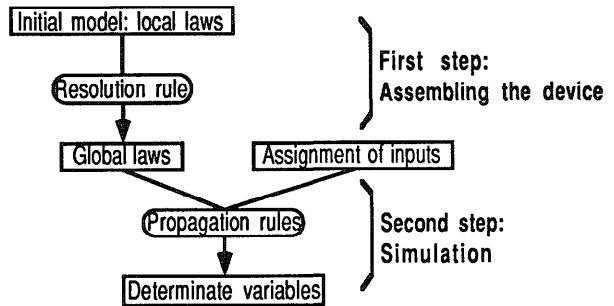 Initial model: local laws
First step:
Assembling the device
Resolution rule
Global laws
Assignment of inputs
Propagation rules
Second step:
Simulation
Determinate variables